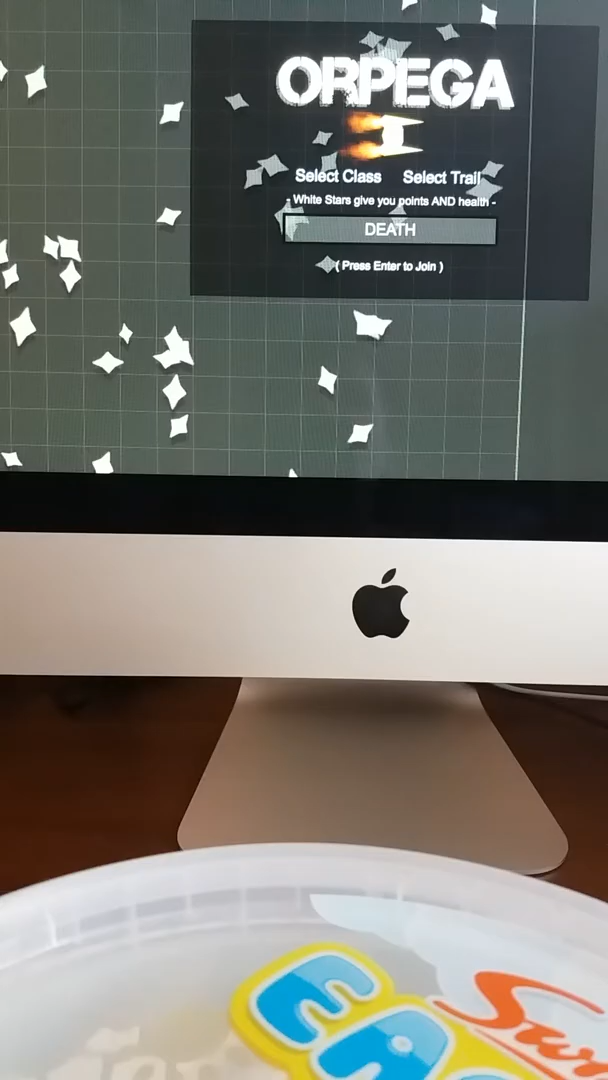 ORPEGA
Select Class Select Trail
- White Stars give you points AND health -
DEATH
( Press Enter to Join )